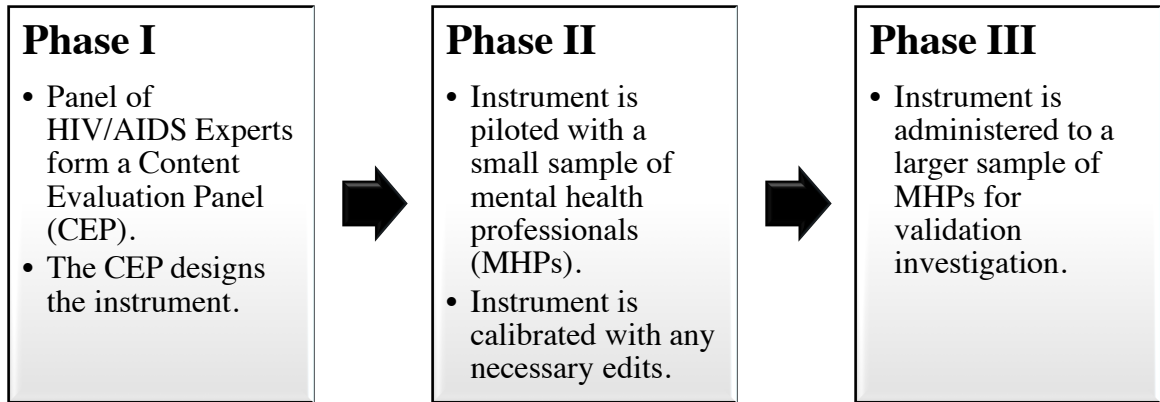 Phase I
• Panel of
HIV/AIDS Experts
form a Content
Evaluation Panel
(CEP).
• The CEP designs
the instrument.
Phase II
• Instrument is
piloted with a
small sample of
mental health
professionals
(MHPs).
• Instrument is
calibrated with any
necessary edits.
Phase III
• Instrument is
administered to a
larger sample of
MHPs for
validation
investigation.